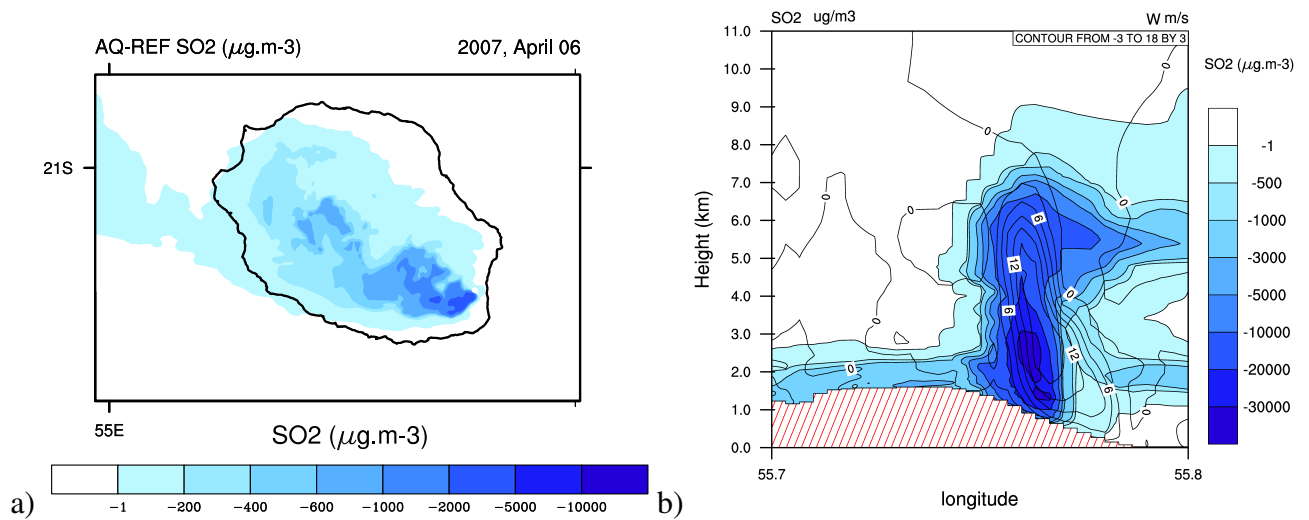 AQ-REF SO2 (μg.m-3) 2007, April 06
21S
55E
SO2 (μg.m-3)
-1 -200 -400 -600 -1000 -2000 -5000 -10000
a)
SO2 ug/m3 W m/s
CONTOUR FROM -3 TO 18 BY 3
11.0
10.0
9.0
8.0
7.0
6.0
5.0
4.0
3.0
2.0
1.0
0.0
Height (km)
0
0
0
0
0
0
0
0
0
6
12
6
12
6
55.7 55.8
longitude
SO2 (μg.m-3)
-1
-500
-1000
-5000
-10000
-20000
-30000
b)